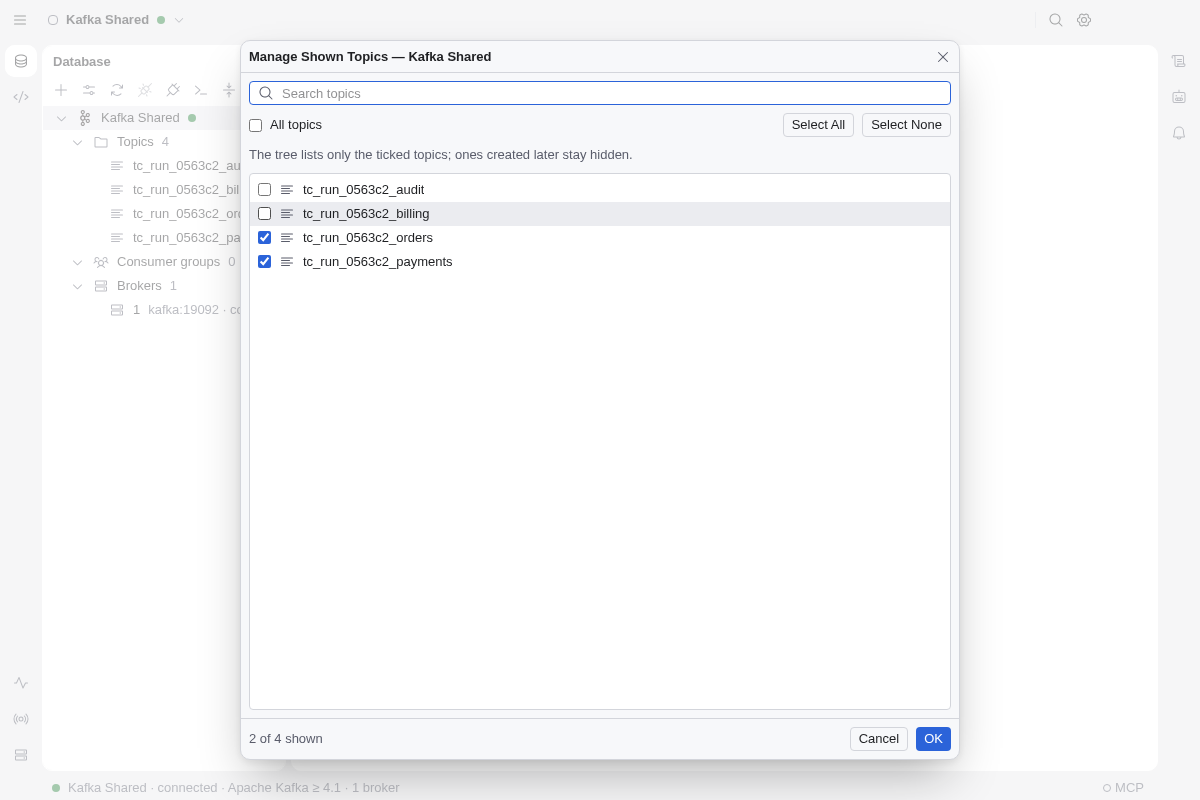 Kafka Shared
Manage Shown Topics — Kafka Shared
Database
Search topics
All topics
Select All
Select None
The tree lists only the ticked topics; ones created later stay hidden.
tc_run_0563c2_audit
tc_run_0563c2_billing
tc_run_0563c2_orders
tc_run_0563c2_payments
Kafka Shared
Topics 4
tc_run_0563c2_au
tc_run_0563c2_bil
tc_run_0563c2_or
tc_run_0563c2_pa
Consumer groups 0
Brokers 1
1 kafka:19092 · co
2 of 4 shown
Cancel
OK
Kafka Shared · connected · Apache Kafka ≥ 4.1 · 1 broker
MCP